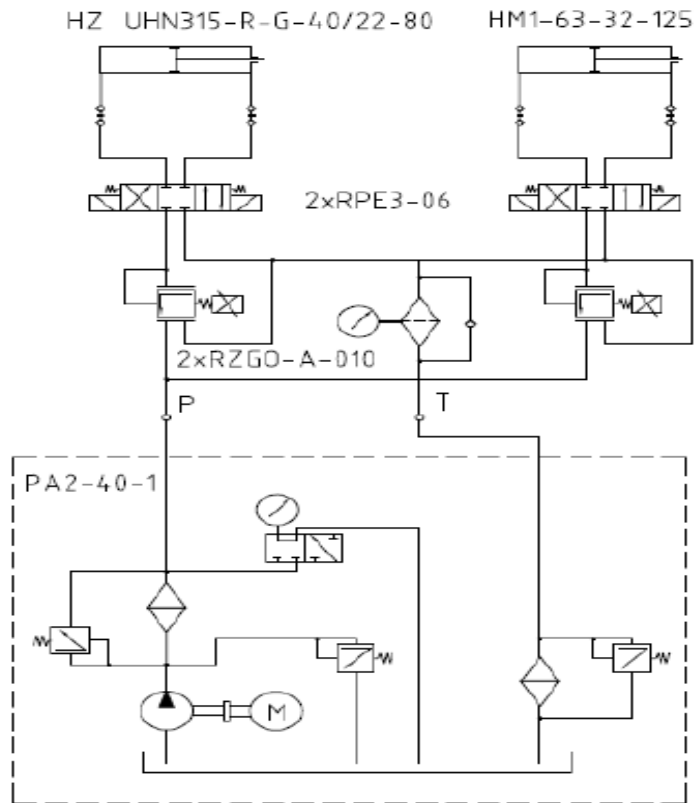 HZ UHN315-R-G-40/22-80
HM1-63-32-125
2xRPE3-06
2xRZGO-A-010
P
T
PA2-40-1
M